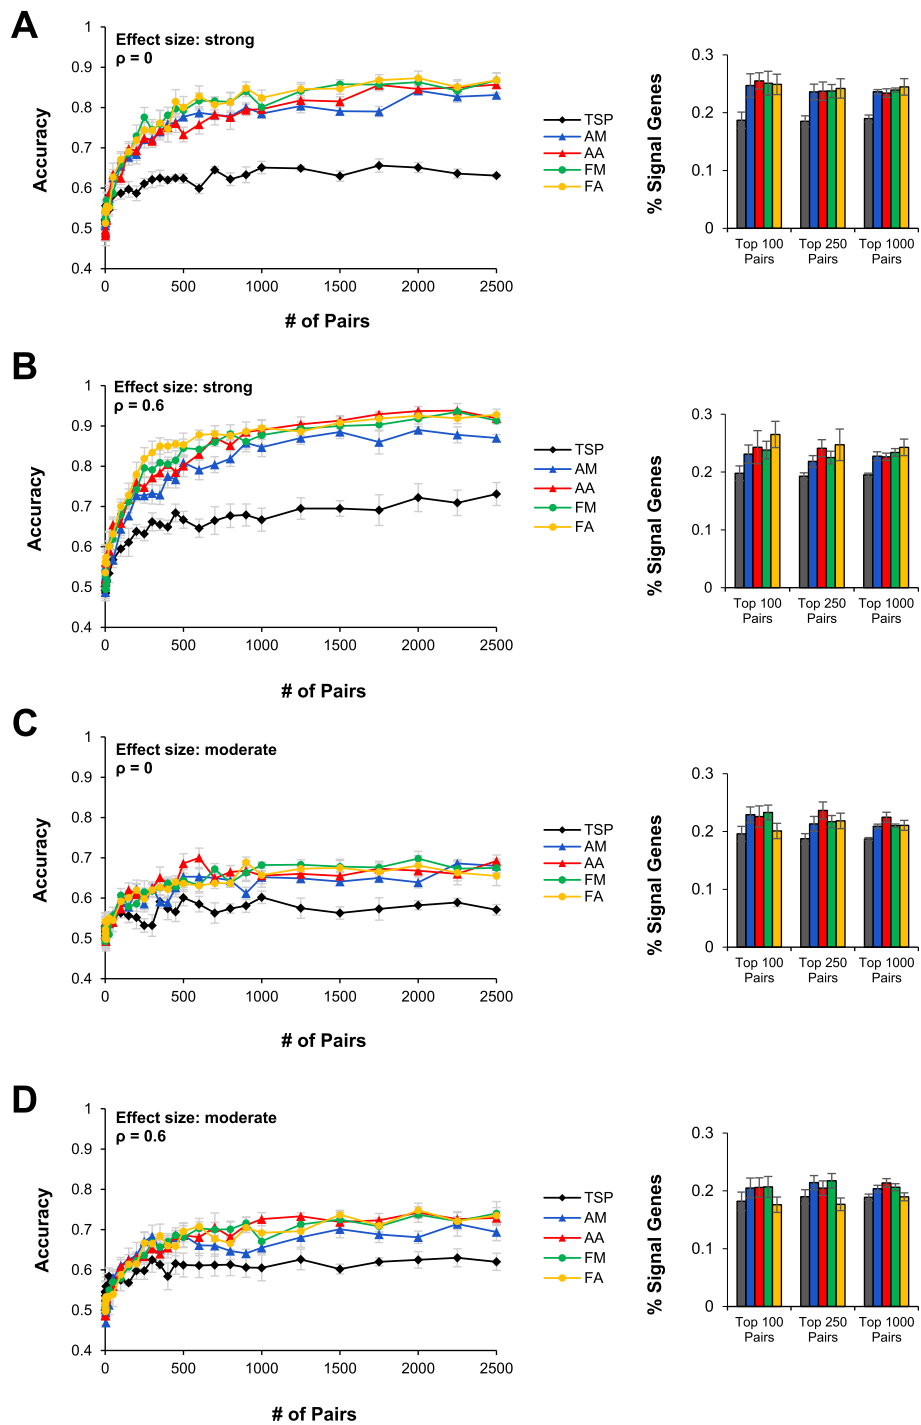 A
Effect size: strong
ρ = 0
Accuracy
1
0.9
0.8
0.7
0.6
0.5
0.4
0 500 1000 1500 2000 2500
# of Pairs
TSP
AM
AA
FM
FA
% Signal Genes
0.3
0.2
0.1
0
Top 100 Top 250 Top 1000
Pairs Pairs Pairs
B
Effect size: strong
ρ = 0.6
Accuracy
1
0.9
0.8
0.7
0.6
0.5
0.4
0 500 1000 1500 2000 2500
# of Pairs
TSP
AM
AA
FM
FA
% Signal Genes
0.3
0.2
0.1
0
Top 100 Top 250 Top 1000
Pairs Pairs Pairs
C
Effect size: moderate
ρ = 0
Accuracy
1
0.9
0.8
0.7
0.6
0.5
0.4
0 500 1000 1500 2000 2500
# of Pairs
TSP
AM
AA
FM
FA
% Signal Genes
0.3
0.2
0.1
0
Top 100 Top 250 Top 1000
Pairs Pairs Pairs
D
Effect size: moderate
ρ = 0.6
Accuracy
1
0.9
0.8
0.7
0.6
0.5
0.4
0 500 1000 1500 2000 2500
# of Pairs
TSP
AM
AA
FM
FA
% Signal Genes
0.3
0.2
0.1
0
Top 100 Top 250 Top 1000
Pairs Pairs Pairs